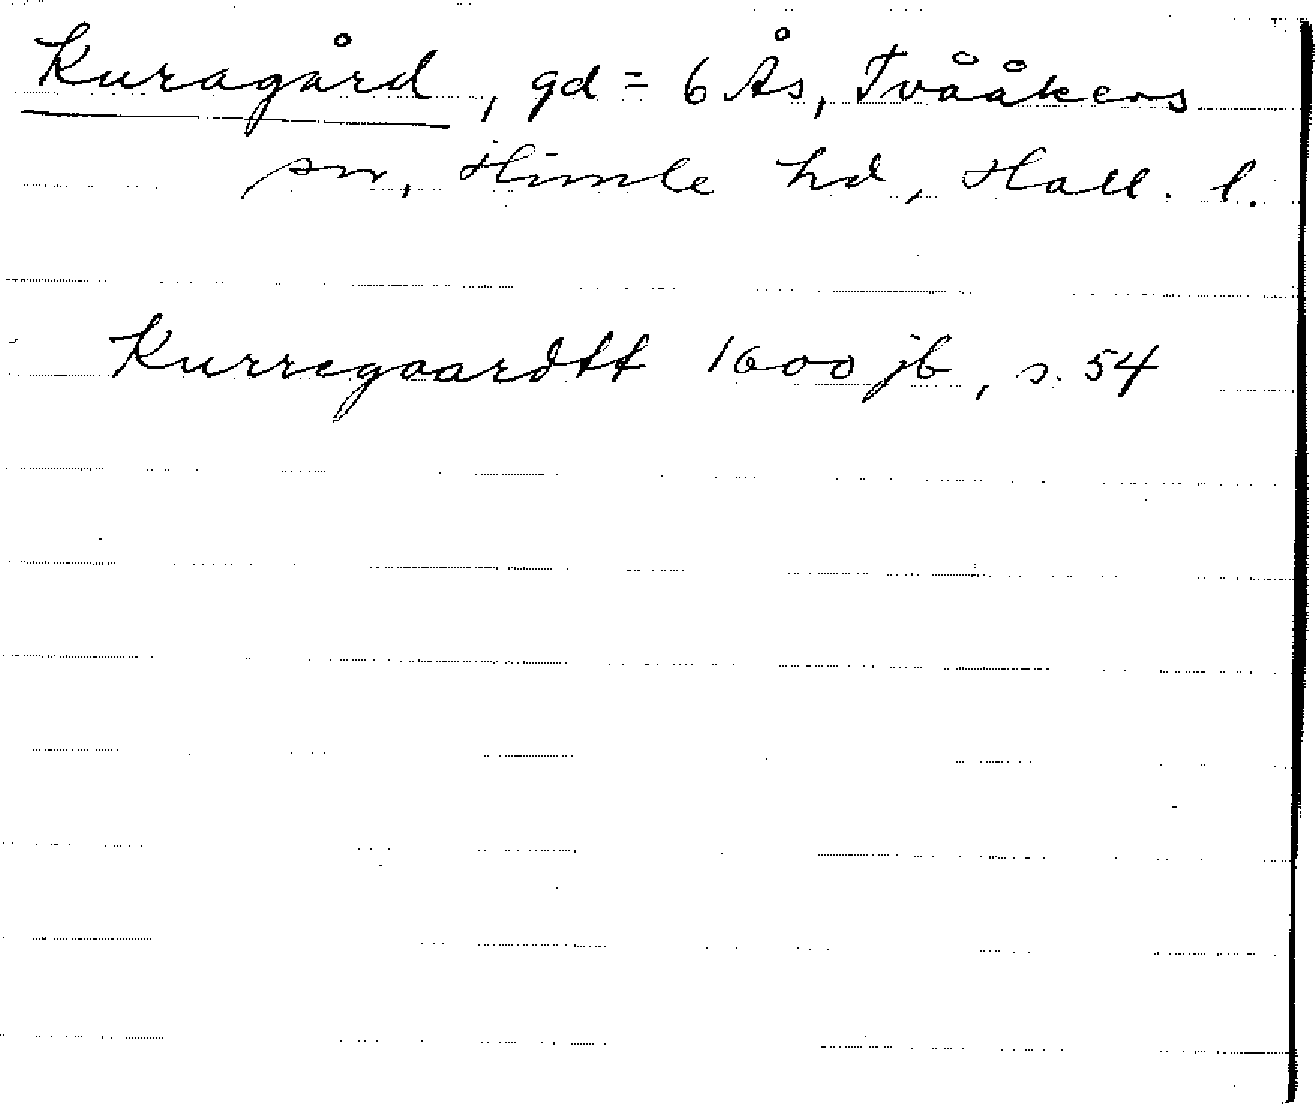 Kuragård, gd = 6 Ås, Tvååkers
sn, Himle hd, Hall. l.
Kurregaardtt 1600 jb, s. 54